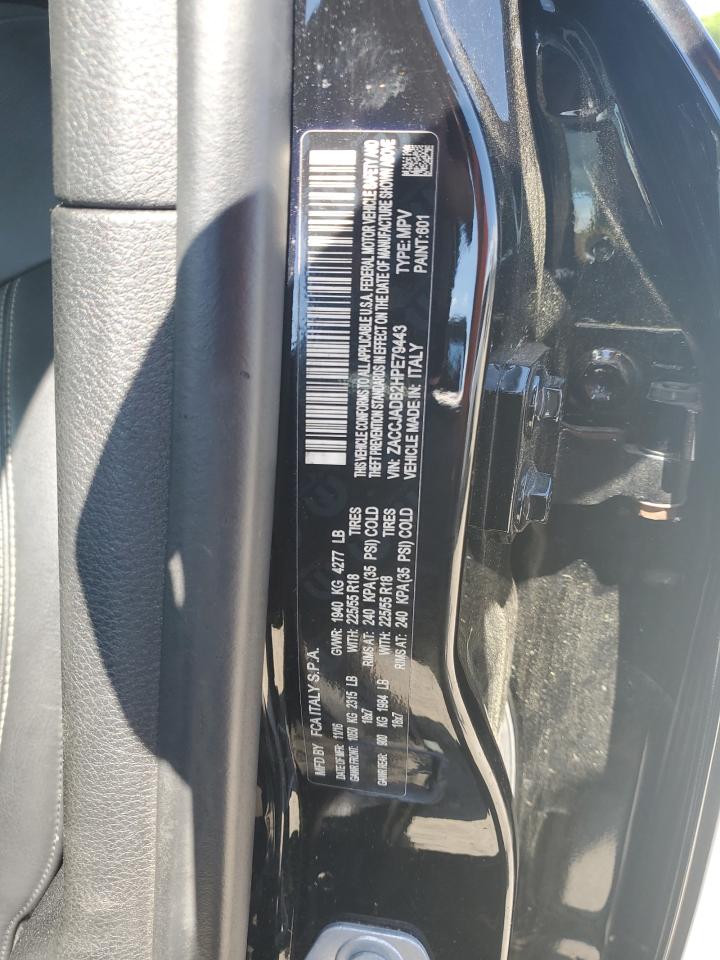 MFD BY FCA ITALY S.P.A.
DATE OF MFR: 11/16 GVWR: 1940 KG 4277 LB
GAWR FRONT: 1050 KG 2315 LB WITH: 225/55 R18 TIRES
18x7 RIMS AT: 240 KPA(35 PSI) COLD
GAWR REAR: 900 KG 1984 LB WITH: 225/55 R18 TIRES
18x7 RIMS AT: 240 KPA(35 PSI) COLD
THIS VEHICLE CONFORMS TO ALL APPLICABLE U.S.A. FEDERAL MOTOR VEHICLE SAFETY AND
THEFT PREVENTION STANDARDS IN EFFECT ON THE DATE OF MANUFACTURE SHOWN ABOVE
VIN: ZACCJADB2HPE79443 TYPE:MPV
VEHICLE MADE IN: ITALY PAINT:601